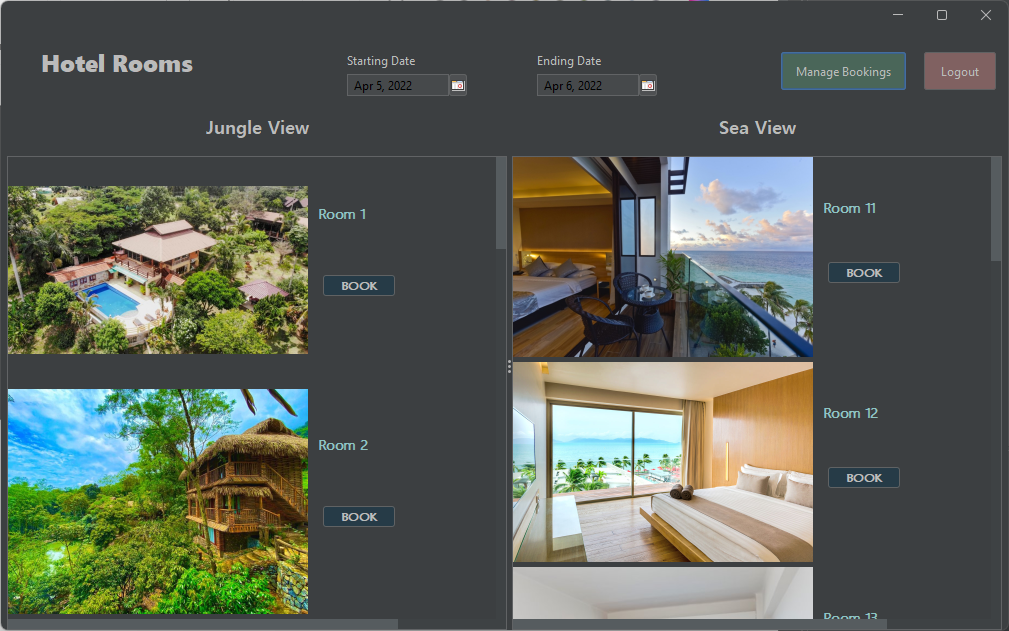 Hotel Rooms
Starting Date
Ending Date
Apr 5, 2022
Apr 6, 2022
Manage Bookings
Logout
Jungle View
Sea View
Room 1
BOOK
Room 2
BOOK
Room 11
BOOK
Room 12
BOOK
Room 13